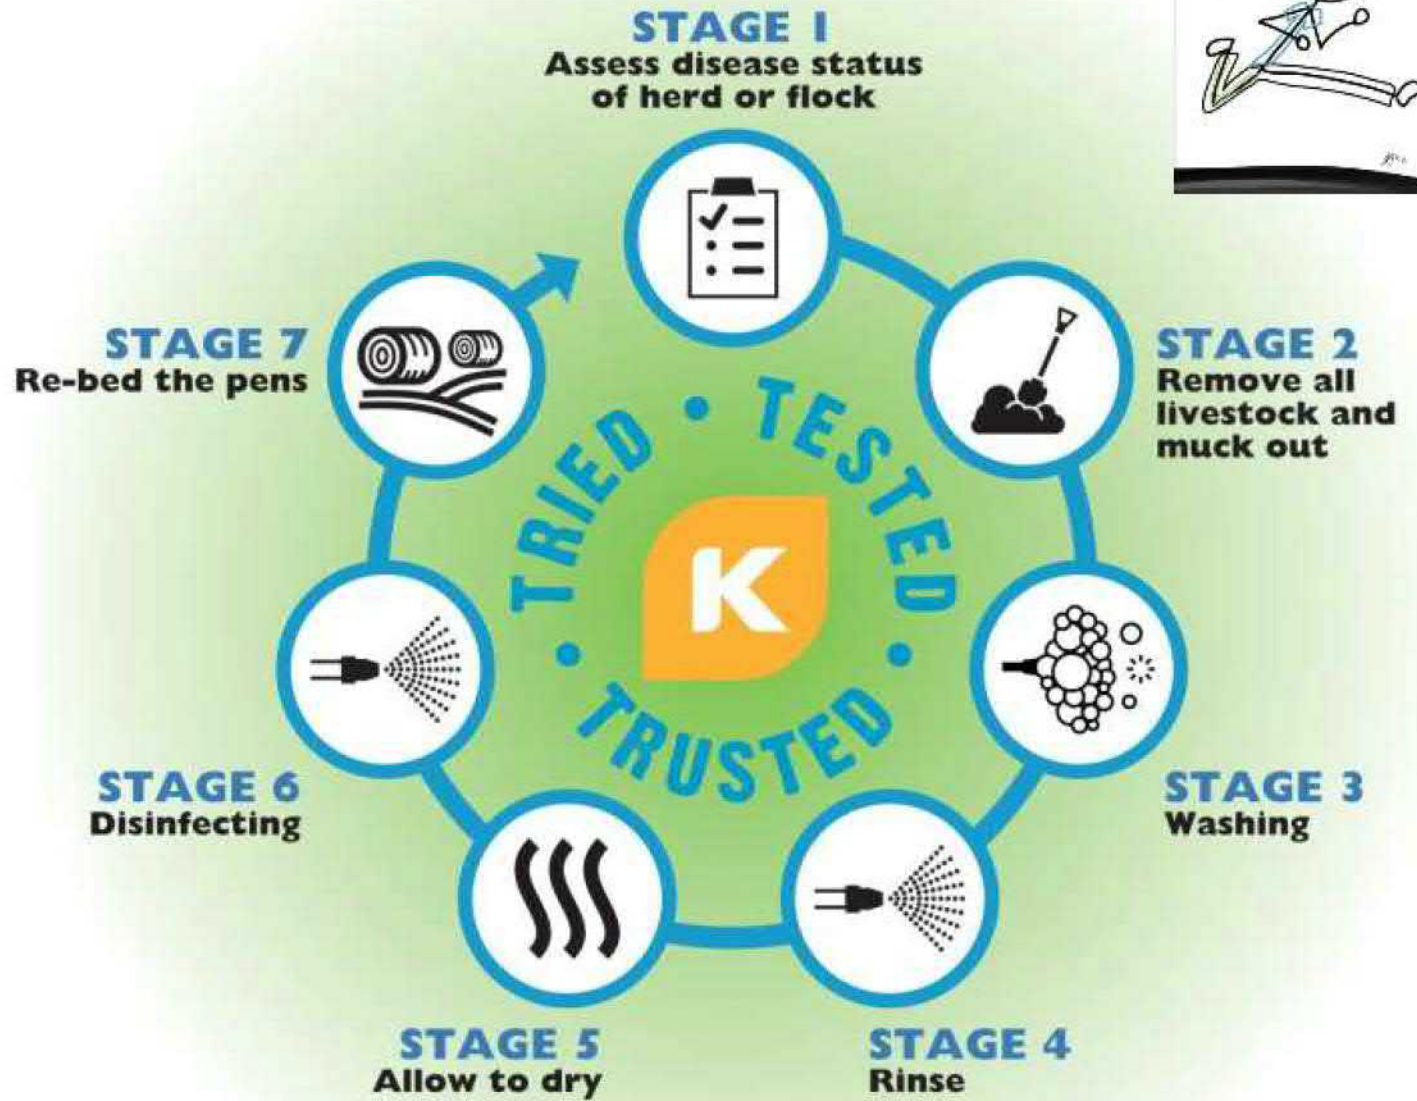 STAGE 1
Assess disease status
of herd or flock
STAGE 2
Remove all
livestock and
muck out
STAGE 3
Washing
STAGE 4
Rinse
STAGE 5
Allow to dry
STAGE 6
Disinfecting
STAGE 7
Re-bed the pens
TRIED • TESTED • TRUSTED •
K